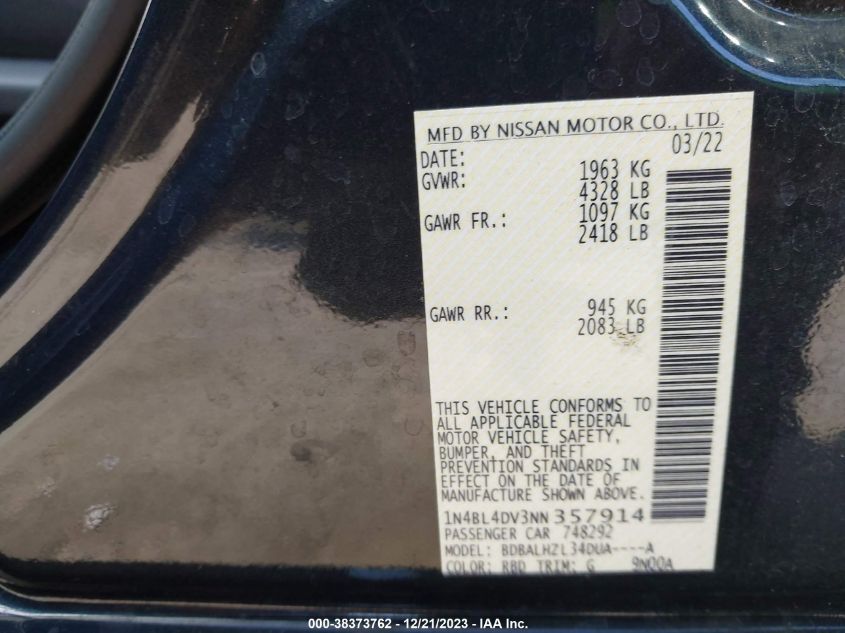 MFD BY NISSAN MOTOR CO., LTD.
DATE: 03/22
GVWR: 1963 KG
4328 LB
GAWR FR.: 1097 KG
2418 LB
GAWR RR.: 945 KG
2083 LB
THIS VEHICLE CONFORMS TO
ALL APPLICABLE FEDERAL
MOTOR VEHICLE SAFETY,
BUMPER, AND THEFT
PREVENTION STANDARDS IN
EFFECT ON THE DATE OF
MANUFACTURE SHOWN ABOVE.
1N4BL4DV3NN 357914
PASSENGER CAR 748292
MODEL: BDBALHZL34DUA----A
COLOR: RBD TRIM: G 9N00A
000-38373762 - 12/21/2023 - IAA Inc.